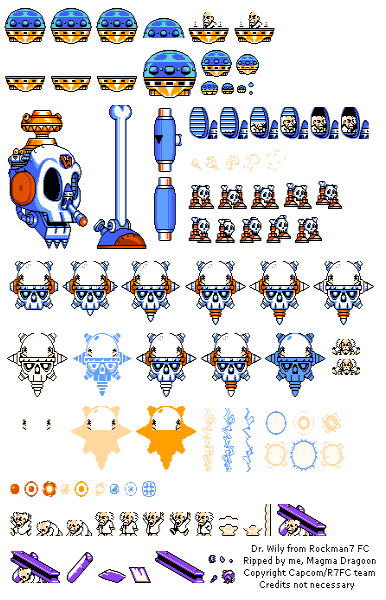 Dr. Wily from Rockman7 FC
Ripped by me, Magma Dragoon
Copyright Capcom/R7FC team
Credits not necessary